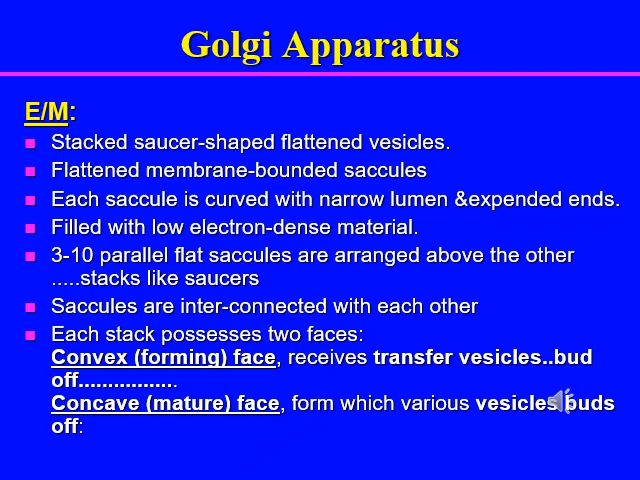 Golgi Apparatus
E/M:
Stacked saucer-shaped flattened vesicles.
Flattened membrane-bounded saccules
Each saccule is curved with narrow lumen &expended ends.
Filled with low electron-dense material.
3-10 parallel flat saccules are arranged above the other
.....stacks like saucers
Saccules are inter-connected with each other
Each stack possesses two faces:
Convex (forming) face, receives transfer vesicles..bud
off.................
Concave (mature) face, form which various vesicles buds
off: